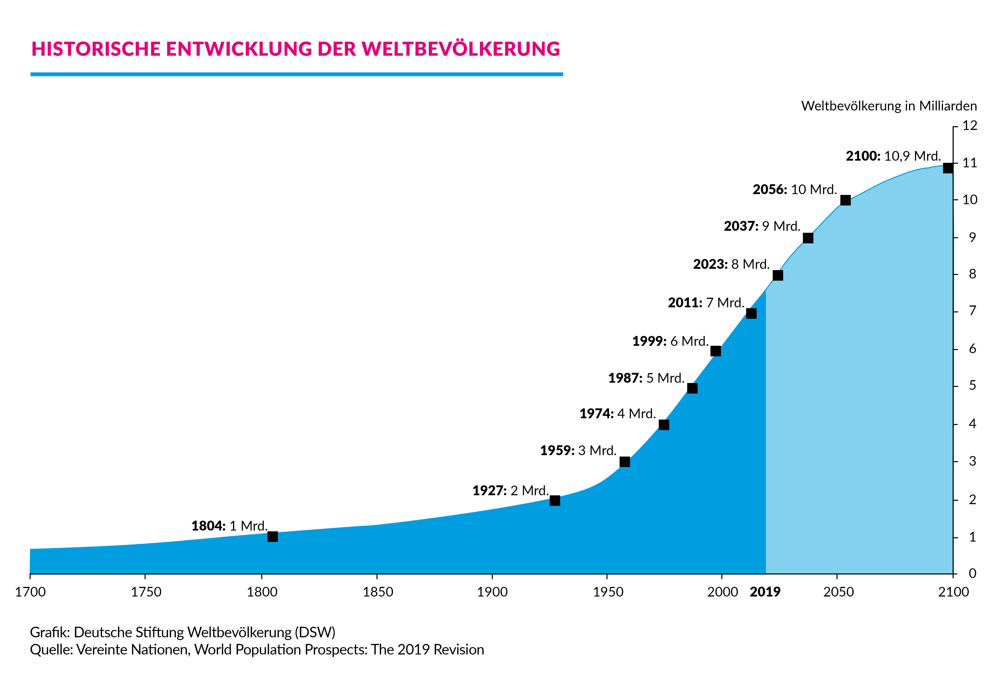 HISTORISCHE ENTWICKLUNG DER WELTBEVÖLKERUNG
Weltbevölkerung in Milliarden
12
2100: 10,9 Mrd.
11
2056: 10 Mrd.
10
2037: 9 Mrd.
9
2023: 8 Mrd.
8
2011: 7 Mrd.
7
1999: 6 Mrd.
6
1987: 5 Mrd.
5
1974: 4 Mrd.
4
1959: 3 Mrd.
3
1927: 2 Mrd.
2
1804: 1 Mrd.
1
0
1700 1750 1800 1850 1900 1950 2000 2019 2050 2100
Grafik: Deutsche Stiftung Weltbevölkerung (DSW)
Quelle: Vereinte Nationen, World Population Prospects: The 2019 Revision